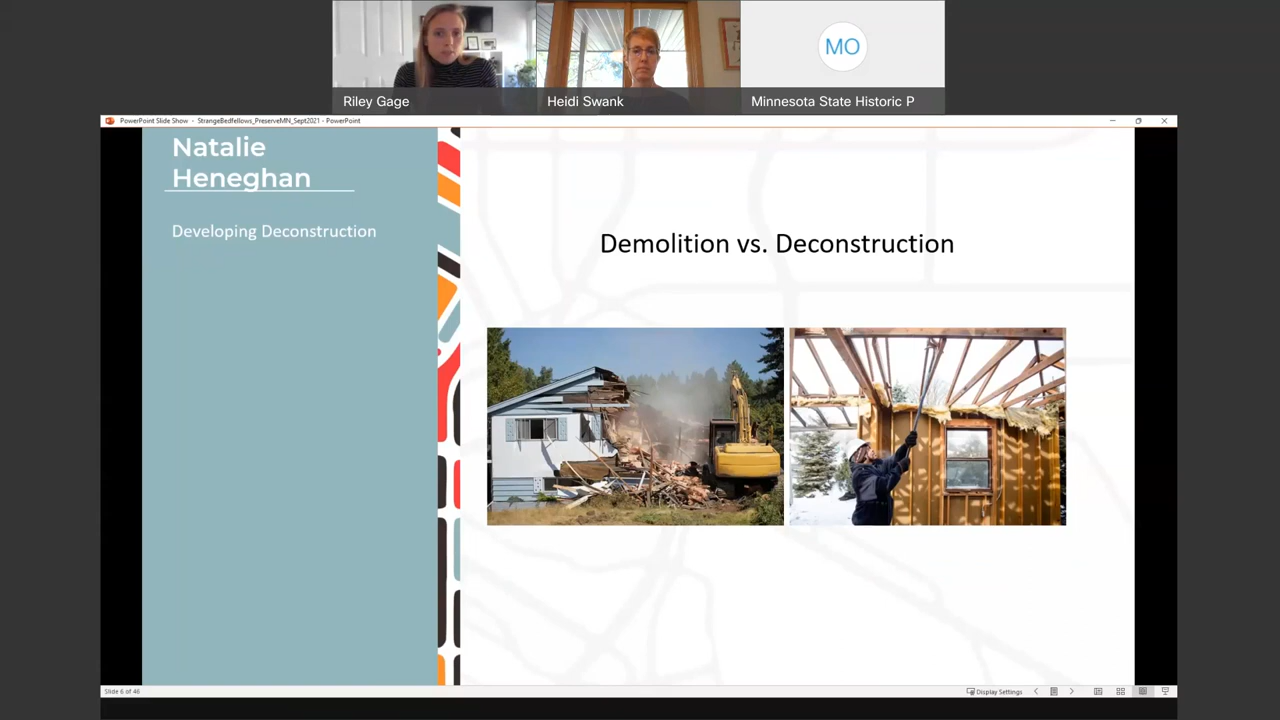 MO
Riley Gage
Heidi Swank
Minnesota State Historic P
PowerPoint Slide Show - StrangeBedfellows_PreserveMN_Sept2021 - PowerPoint
Natalie
Heneghan
Developing Deconstruction
Demolition vs. Deconstruction
Slide 6 of 46
Display Settings